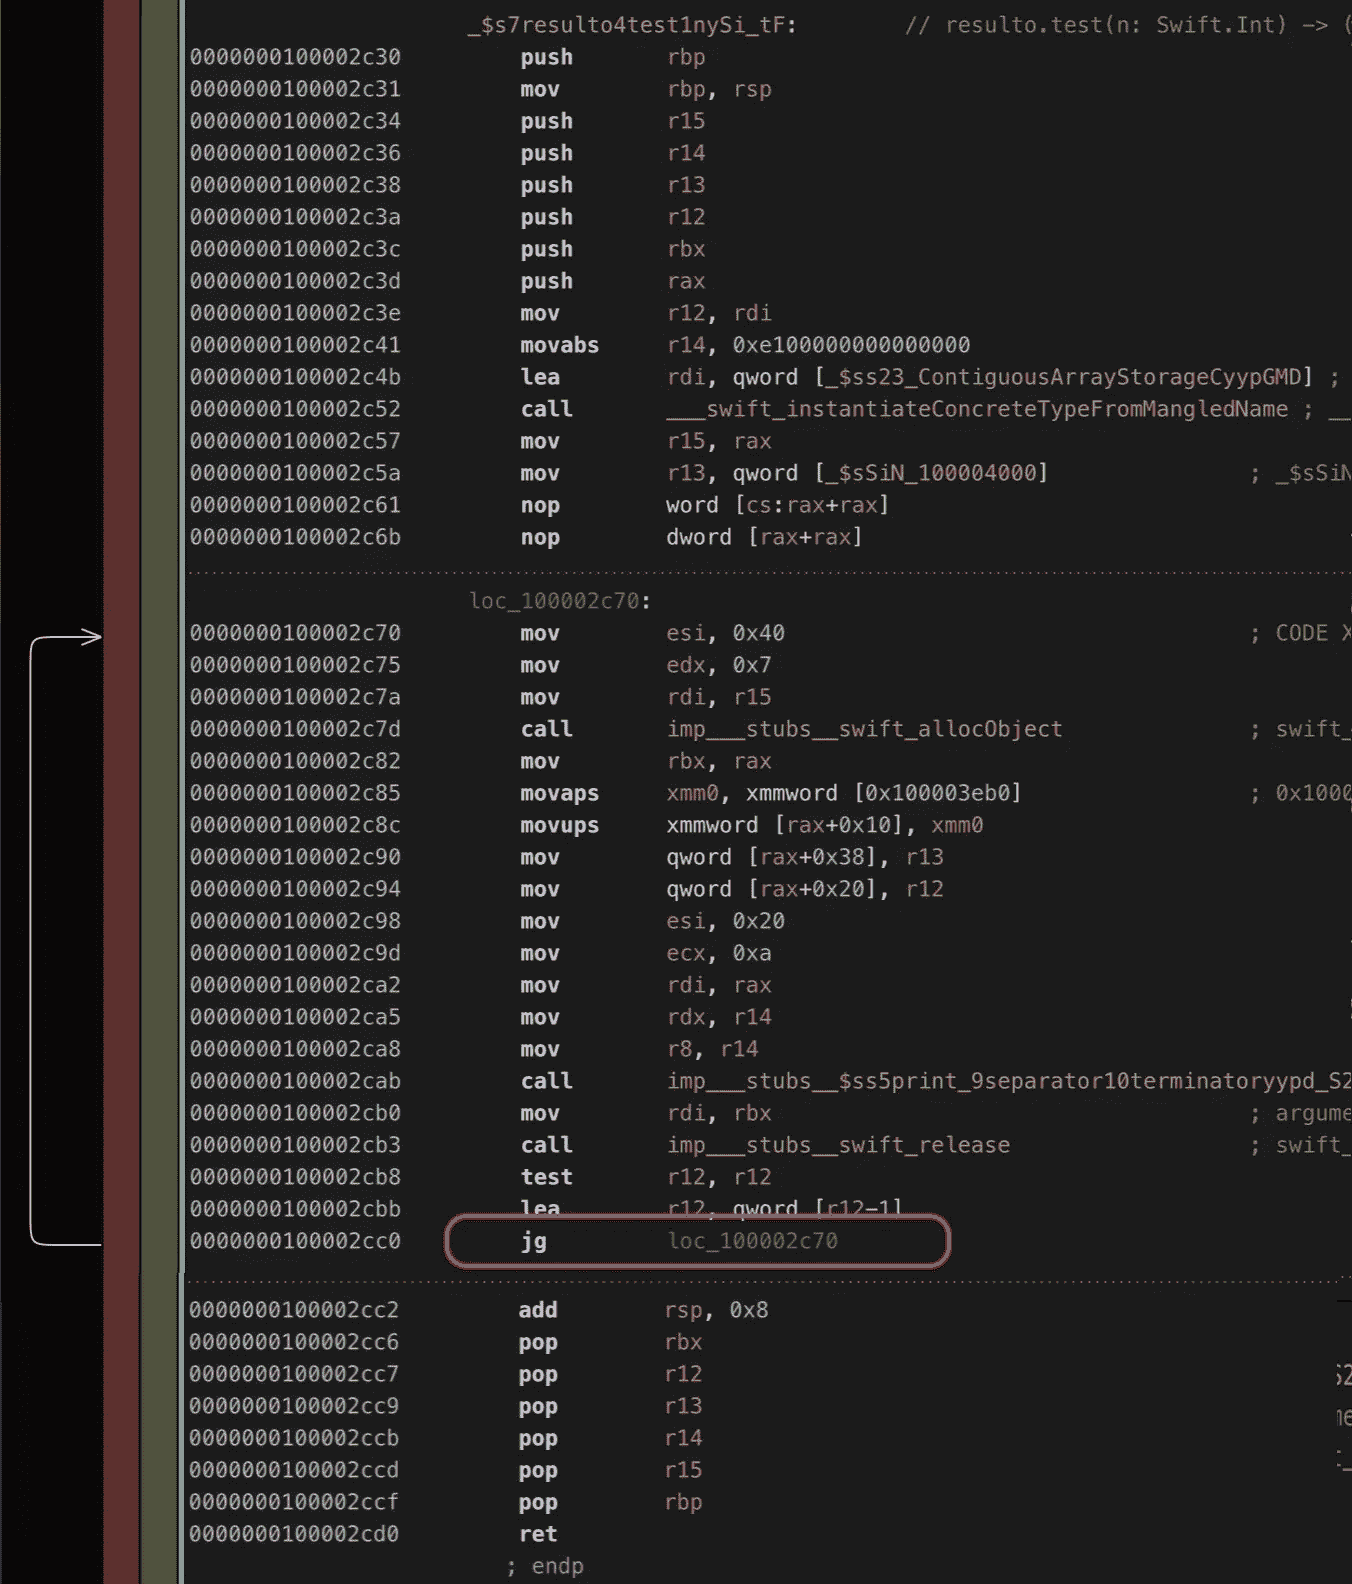 _$s7resulto4test1nySi_tF: // resulto.test(n: Swift.Int) -> (
0000000100002c30 push rbp
0000000100002c31 mov rbp, rsp
0000000100002c34 push r15
0000000100002c36 push r14
0000000100002c38 push r13
0000000100002c3a push r12
0000000100002c3c push rbx
0000000100002c3d push rax
0000000100002c3e mov r12, rdi
0000000100002c41 movabs r14, 0xe100000000000000
0000000100002c4b lea rdi, qword [_$ss23_ContiguousArrayStorageCyypGMD] ;
0000000100002c52 call ___swift_instantiateConcreteTypeFromMangledName ; __
0000000100002c57 mov r15, rax
0000000100002c5a mov r13, qword [_$sSiN_100004000] ; _$sSiN
0000000100002c61 nop word [cs:rax+rax]
0000000100002c6b nop dword [rax+rax]
loc_100002c70:
0000000100002c70 mov esi, 0x40 ; CODE X
0000000100002c75 mov edx, 0x7
0000000100002c7a mov rdi, r15
0000000100002c7d call imp___stubs__swift_allocObject ; swift_
0000000100002c82 mov rbx, rax
0000000100002c85 movaps xmm0, xmmword [0x100003eb0] ; 0x1000
0000000100002c8c movups xmmword [rax+0x10], xmm0
0000000100002c90 mov qword [rax+0x38], r13
0000000100002c94 mov qword [rax+0x20], r12
0000000100002c98 mov esi, 0x20
0000000100002c9d mov ecx, 0xa
0000000100002ca2 mov rdi, rax
0000000100002ca5 mov rdx, r14
0000000100002ca8 mov r8, r14
0000000100002cab call imp___stubs__$ss5print_9separator10terminatoryypd_S2
0000000100002cb0 mov rdi, rbx ; argume
0000000100002cb3 call imp___stubs__swift_release ; swift_
0000000100002cb8 test r12, r12
0000000100002cbb lea r12, qword [r12-1]
0000000100002cc0 jg loc_100002c70
0000000100002cc2 add rsp, 0x8
0000000100002cc6 pop rbx
0000000100002cc7 pop r12
0000000100002cc9 pop r13
0000000100002ccb pop r14
0000000100002ccd pop r15
0000000100002ccf pop rbp
0000000100002cd0 ret
; endp